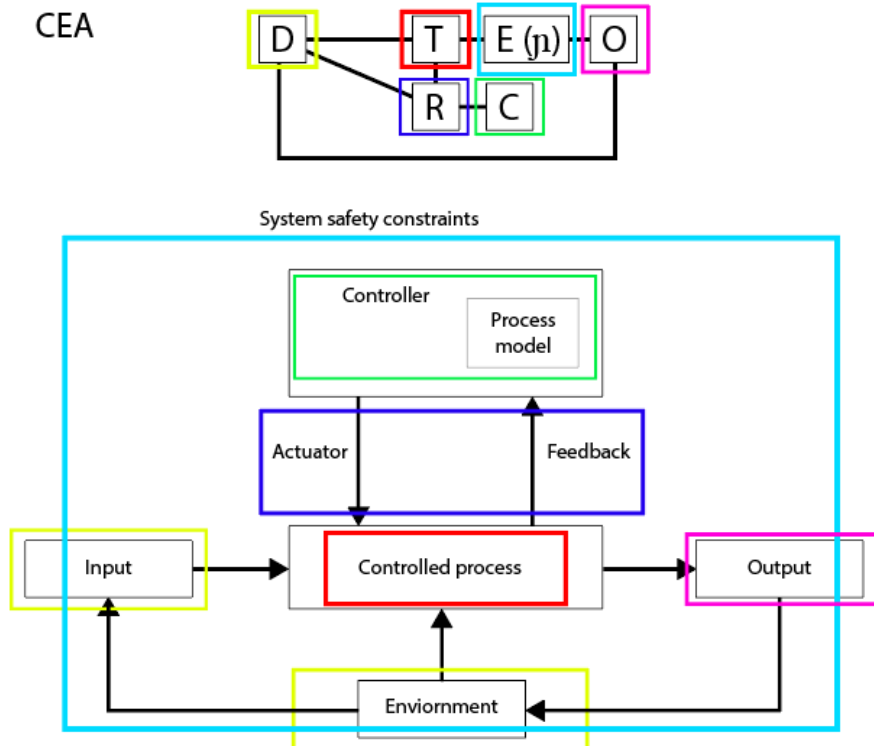 CEA
D
T
E (ɲ)
O
R
C
System safety constraints
Controller
Process
model
Actuator
Feedback
Input
Controlled process
Output
Enviornment